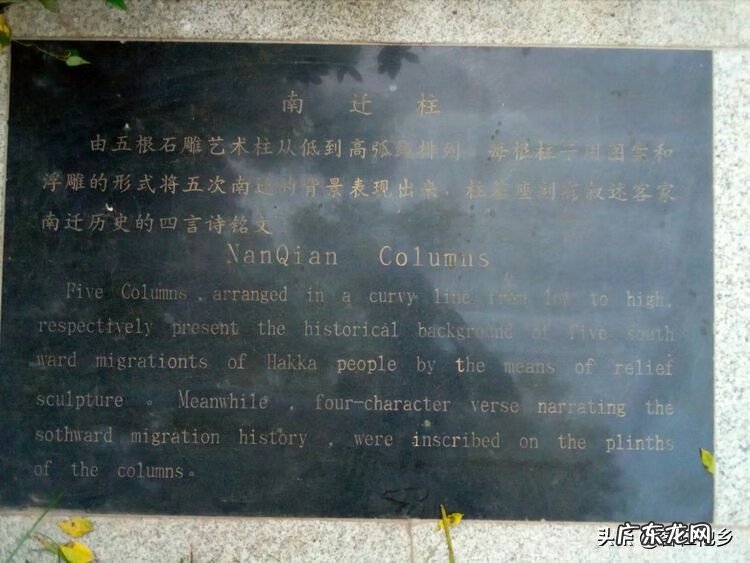 南 迁 柱
由五根石雕艺术柱从低到高弧线排列 每根柱子用图案和
浮雕的形式将五次南迁的背景表现出来，柱基座刻有叙述客家
南迁历史的四言诗铭文
NanQian Columns
Five Columns , arranged in a curvy line from low to high,
respectively present the historical background of five south
ward migrationts of Hakka people by the means of relief
sculpture 。 Meanwhile , four-character verse narrating the
sothward migration history , were inscribed on the plinths
of the columns。
广东龙网